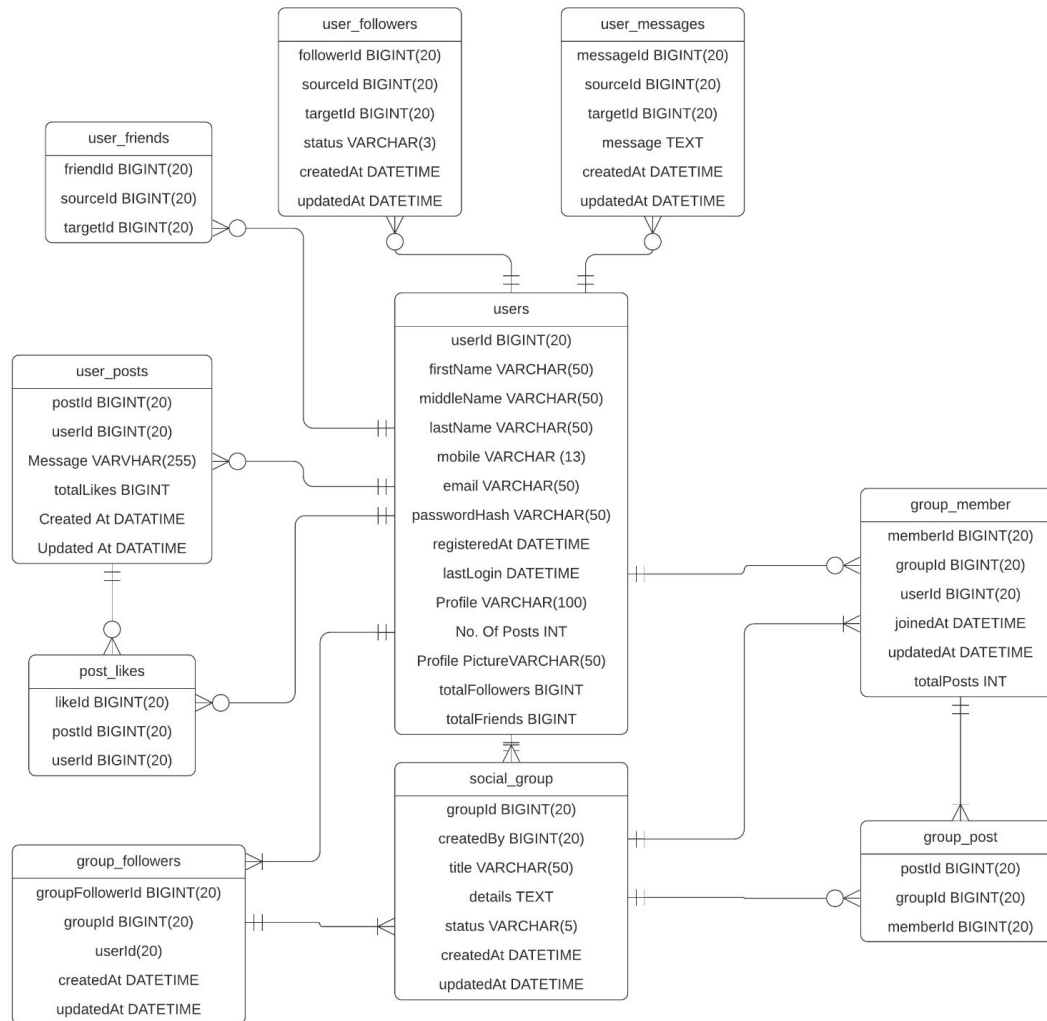 user_followers
followerId BIGINT(20)
sourceId BIGINT(20)
targetId BIGINT(20)
status VARCHAR(3)
createdAt DATETIME
updatedAt DATETIME
user_messages
messageId BIGINT(20)
sourceId BIGINT(20)
targetId BIGINT(20)
message TEXT
createdAt DATETIME
updatedAt DATETIME
user_friends
friendId BIGINT(20)
sourceId BIGINT(20)
targetId BIGINT(20)
users
userId BIGINT(20)
firstName VARCHAR(50)
middleName VARCHAR(50)
lastName VARCHAR(50)
mobile VARCHAR (13)
email VARCHAR(50)
passwordHash VARCHAR(50)
registeredAt DATETIME
lastLogin DATETIME
Profile VARCHAR(100)
No. Of Posts INT
Profile PictureVARCHAR(50)
totalFollowers BIGINT
totalFriends BIGINT
user_posts
postId BIGINT(20)
userId BIGINT(20)
Message VARVHAR(255)
totalLikes BIGINT
Created At DATATIME
Updated At DATATIME
group_member
memberId BIGINT(20)
groupId BIGINT(20)
userId BIGINT(20)
joinedAt DATETIME
updatedAt DATETIME
totalPosts INT
post_likes
likeId BIGINT(20)
postId BIGINT(20)
userId BIGINT(20)
social_group
groupId BIGINT(20)
createdBy BIGINT(20)
title VARCHAR(50)
details TEXT
status VARCHAR(5)
createdAt DATETIME
updatedAt DATETIME
group_post
postId BIGINT(20)
groupId BIGINT(20)
memberId BIGINT(20)
group_followers
groupFollowerId BIGINT(20)
groupId BIGINT(20)
userId(20)
createdAt DATETIME
updatedAt DATETIME